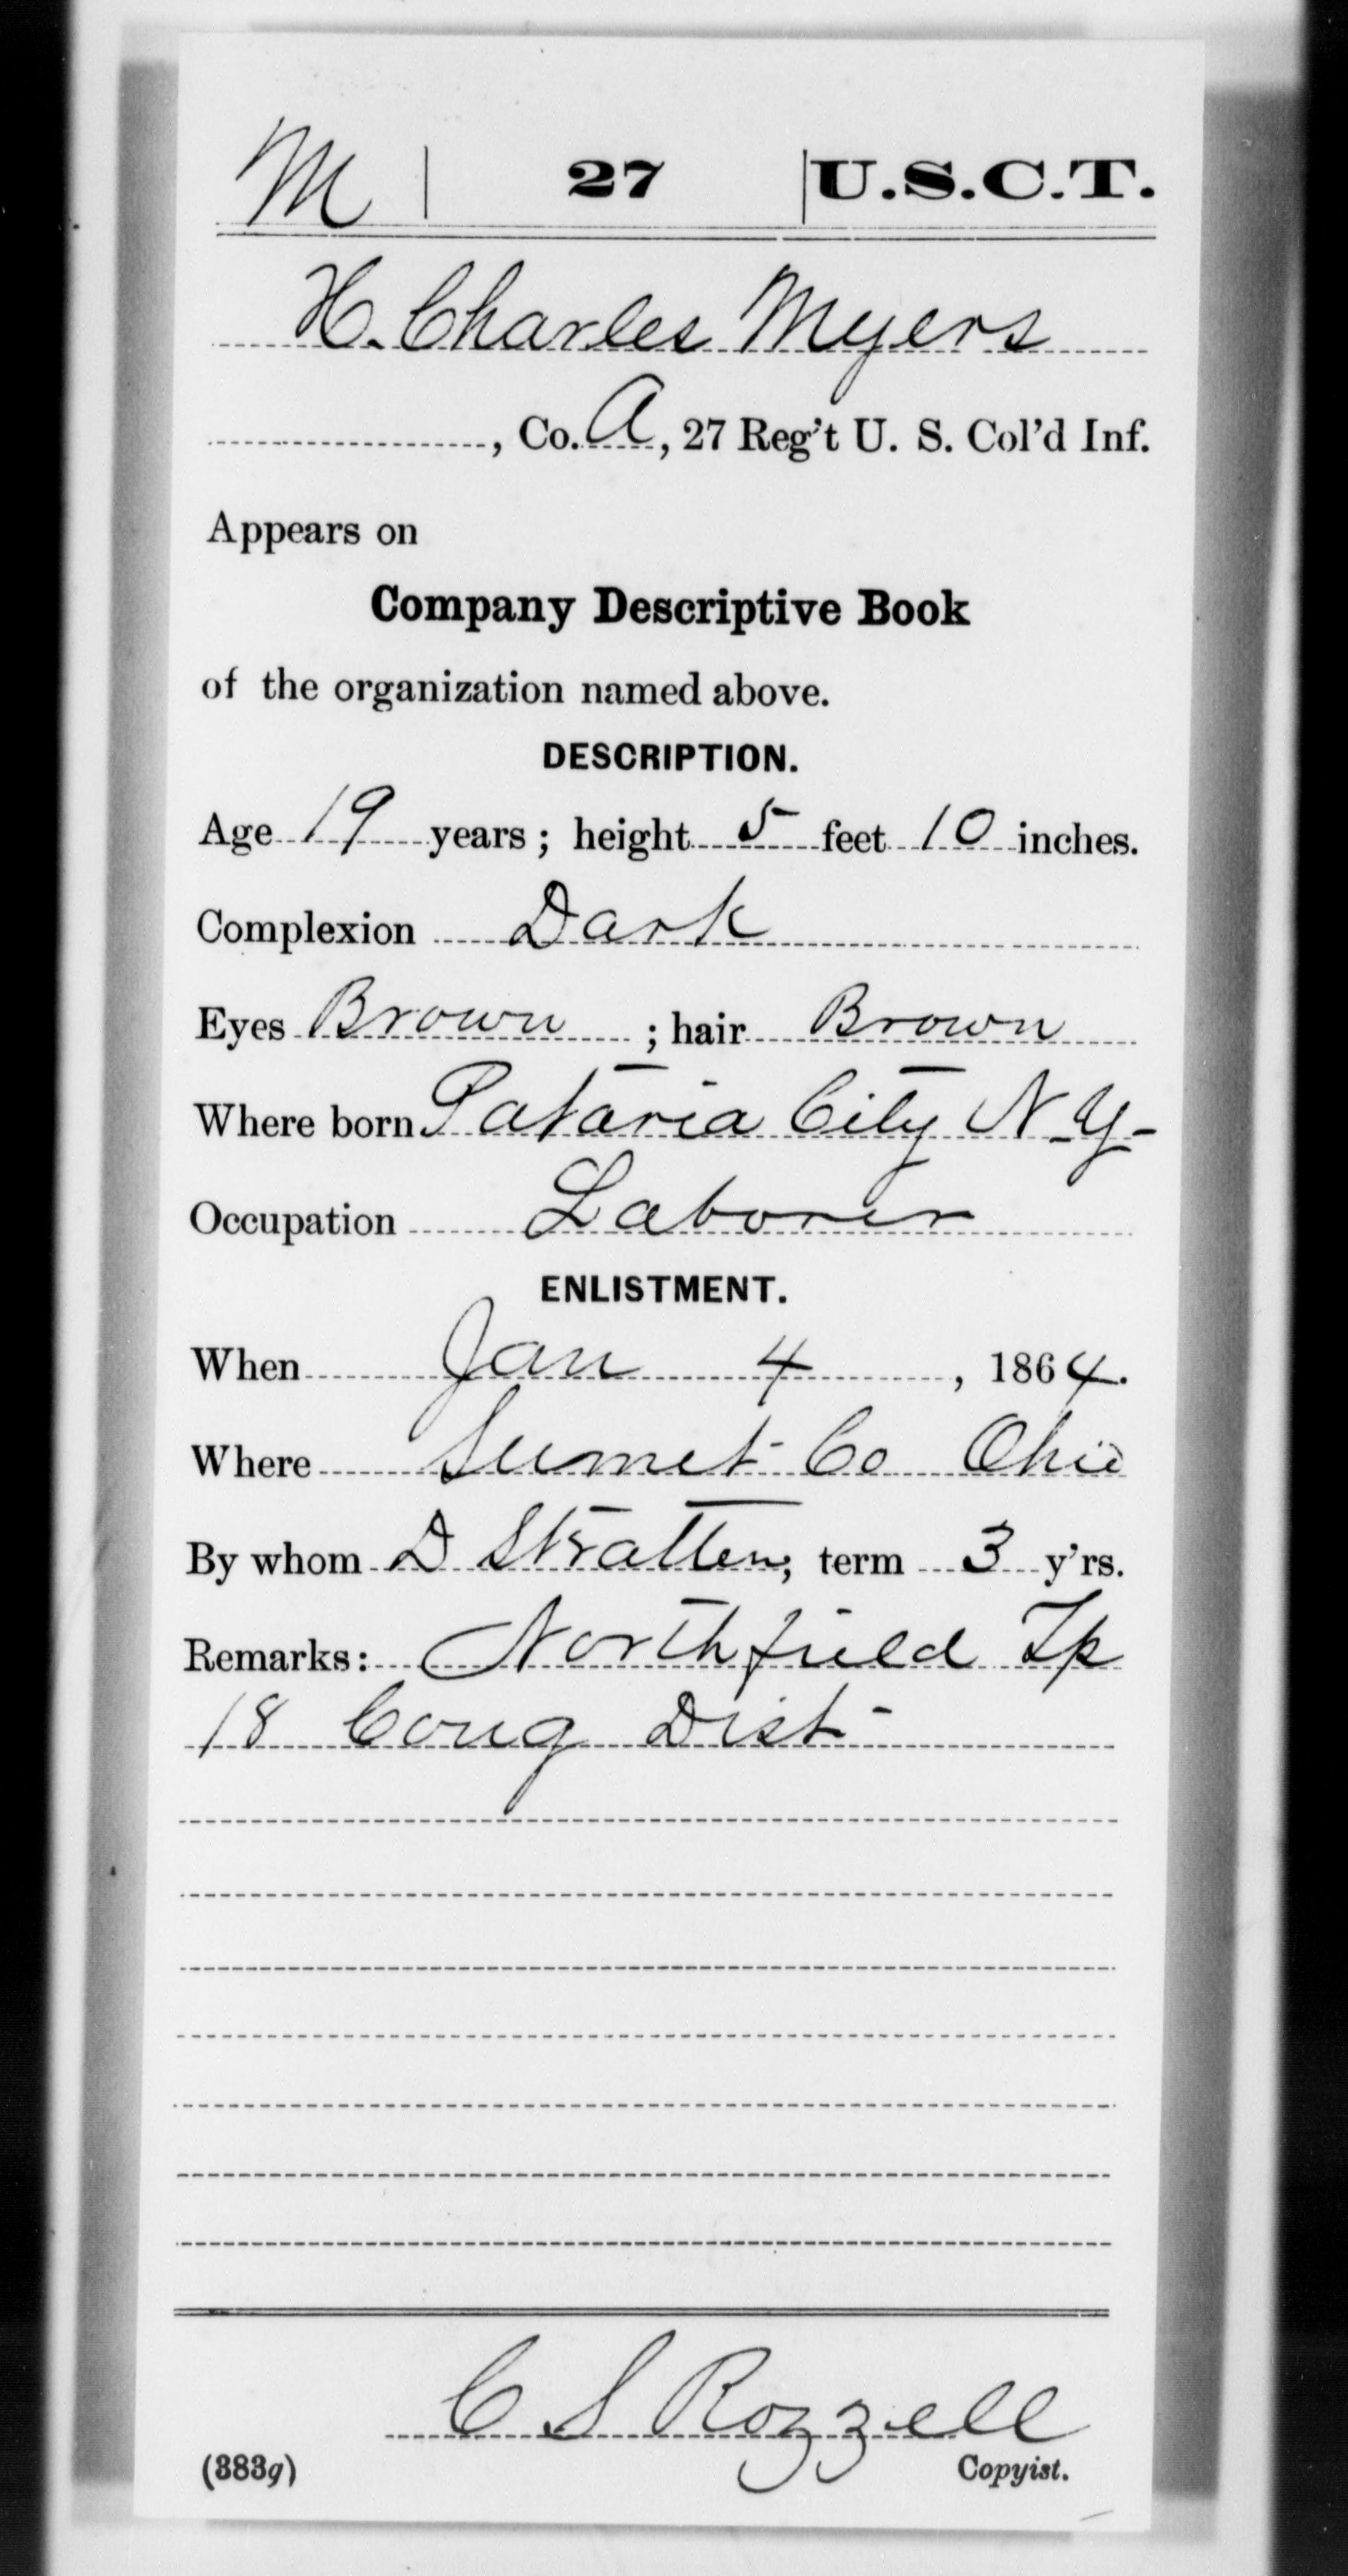 M | 27 | U.S.C.T.
H. Charles Myers
, Co. A, 27 Reg't U. S. Col'd Inf.
Appears on
Company Descriptive Book
of the organization named above.
DESCRIPTION.
Age 19 years; height 5 feet 10 inches.
Complexion Dark
Eyes Brown ; hair Brown
Where born Pataria City N.Y-
Occupation Laborer
ENLISTMENT.
When Jan 4, 1864.
Where Sumet Co Ohio
By whom D Stratten; term 3 y'rs.
Remarks: Northfield Tp
18 Cong Dist-
C S Rozzell
(383g) Copyist.